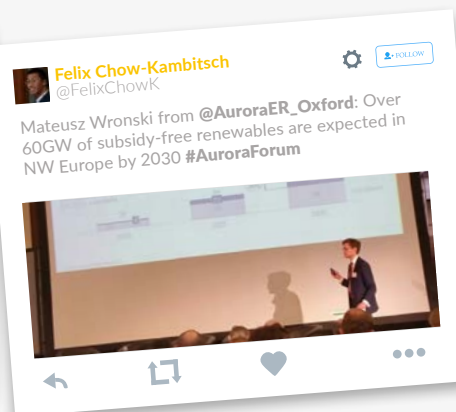 Felix Chow-Kambitsch
@FelixChowK
FOLLOW
Mateusz Wronski from @AuroraER_Oxford: Over
60GW of subsidy-free renewables are expected in
NW Europe by 2030 #AuroraForum